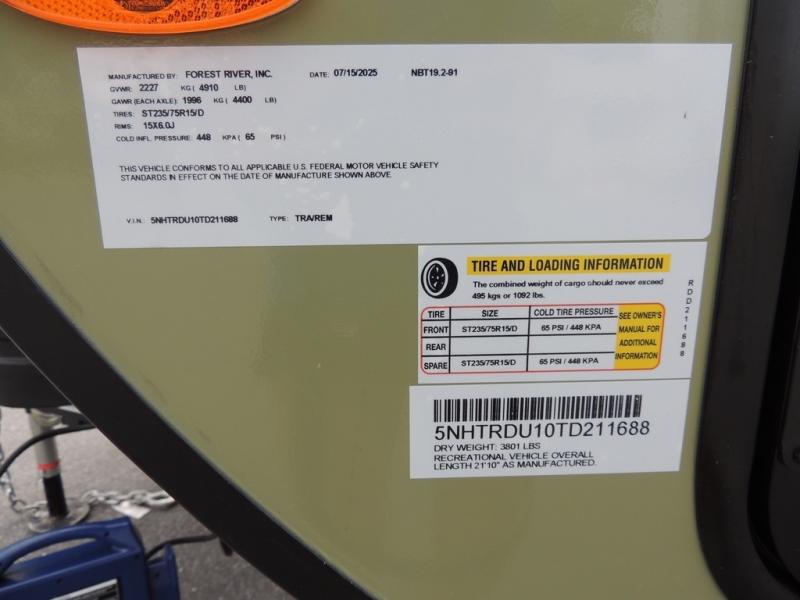 MANUFACTURED BY: FOREST RIVER, INC. DATE: 07/15/2025 NBT19.2-91
GVWR: 2227 KG ( 4910 LB)
GAWR (EACH AXLE): 1996 KG ( 4400 LB)
TIRES: ST235/75R15/D
RIMS: 15X6.0J
COLD INFL. PRESSURE: 448 KPA ( 65 PSI )
THIS VEHICLE CONFORMS TO ALL APPLICABLE U.S. FEDERAL MOTOR VEHICLE SAFETY
STANDARDS IN EFFECT ON THE DATE OF MANUFACTURE SHOWN ABOVE.
V.I.N.: 5NHTRDU10TD211688 TYPE: TRA/REM
TIRE AND LOADING INFORMATION
The combined weight of cargo should never exceed
495 kgs or 1092 lbs.
TIRE SIZE COLD TIRE PRESSURE
FRONT ST235/75R15/D 65 PSI / 448 KPA
REAR
SPARE ST235/75R15/D 65 PSI / 448 KPA
SEE OWNER'S
MANUAL FOR
ADDITIONAL
INFORMATION
RDD211688
5NHTRDU10TD211688
DRY WEIGHT: 3801 LBS
RECREATIONAL VEHICLE OVERALL
LENGTH 21'10" AS MANUFACTURED.